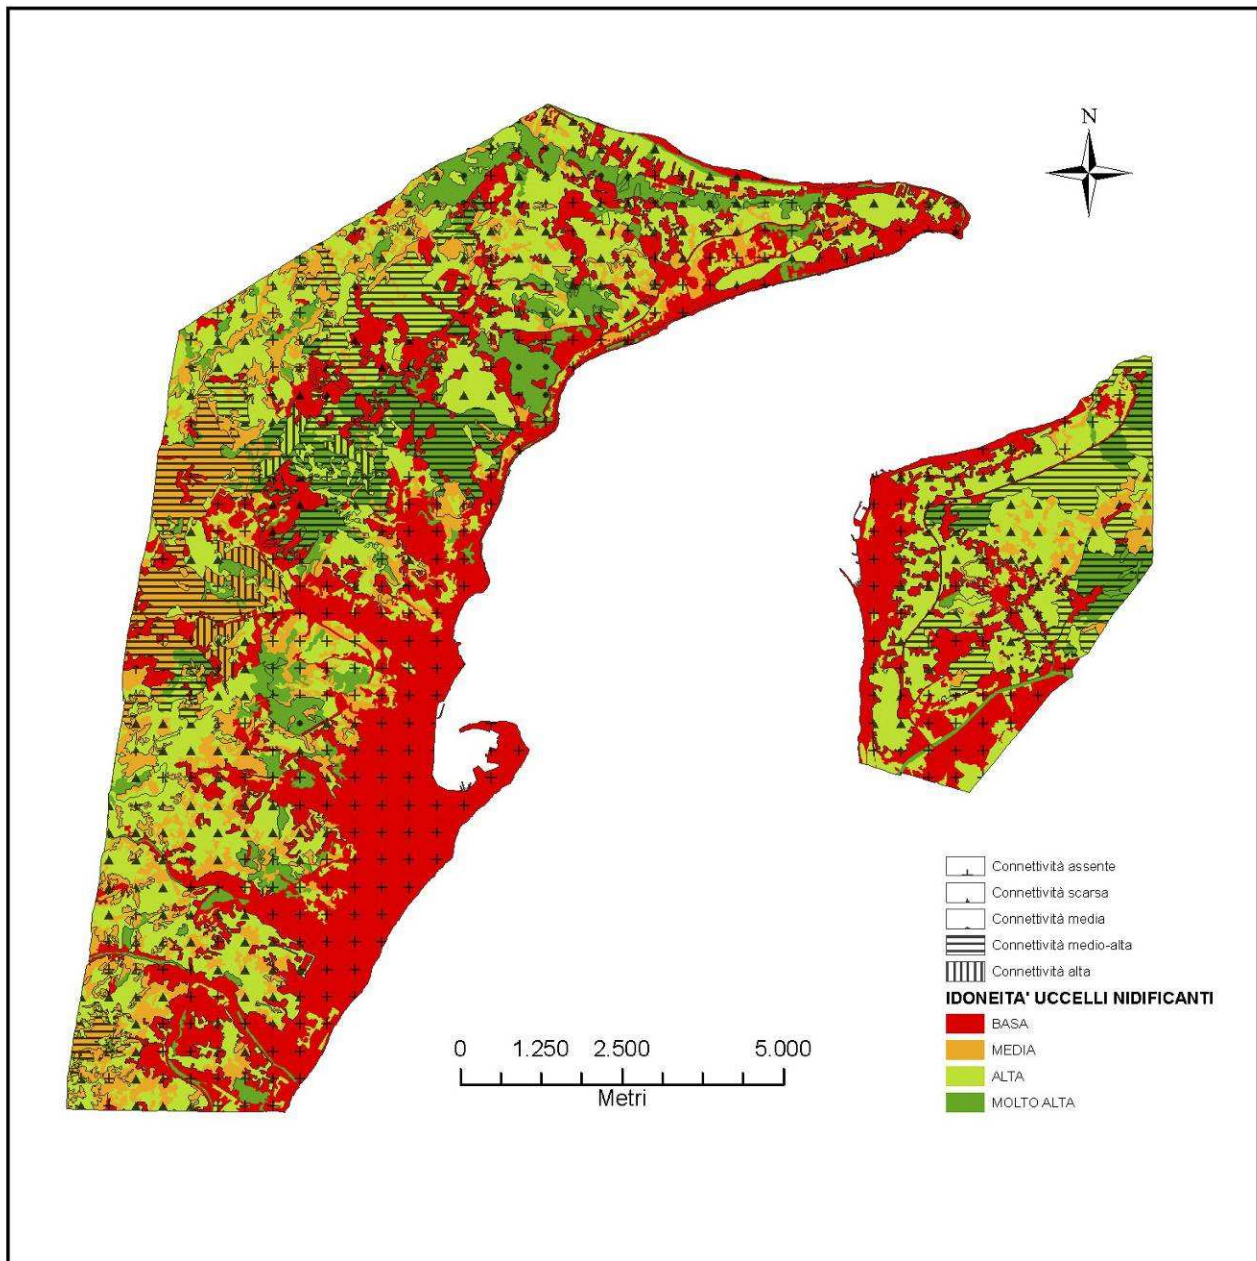 N
Connettività assente
Connettività scarsa
Connettività media
Connettività medio-alta
Connettività alta
IDONEITA' UCCELLI NIDIFICANTI
BASA
MEDIA
ALTA
MOLTO ALTA
0 1.250 2.500 5.000
Metri